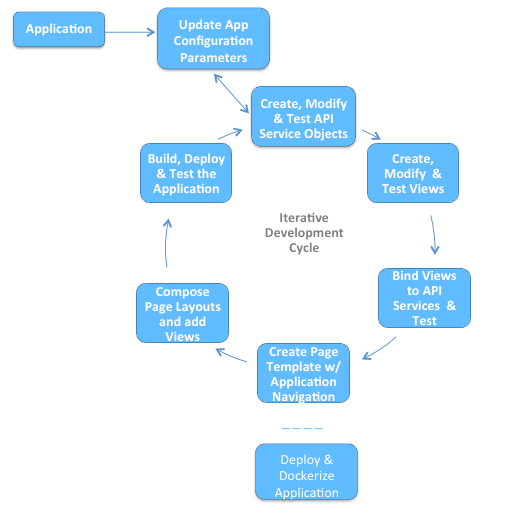 Application
Update App
Configuration
Parameters
Create, Modify
& Test API
Service Objects
Create,
Modify &
Test Views
Bind Views
to API
Services &
Test
Create Page
Template w/
Application
Navigation
Compose
Page Layouts
and add
Views
Build, Deploy
& Test the
Application
Iterative
Development
Cycle
Deploy &
Dockerize
Application